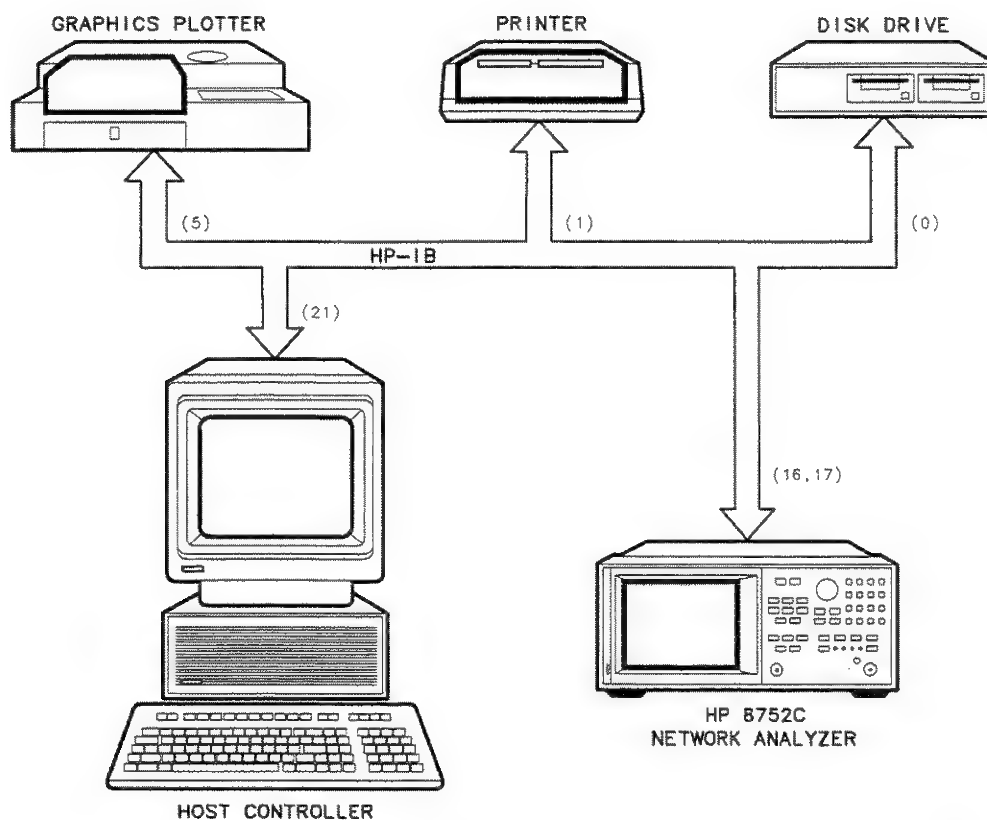 GRAPHICS PLOTTER
PRINTER
DISK DRIVE
(5)
(1)
(0)
HP-IB
(21)
(16,17)
HP 8752C
NETWORK ANALYZER
HOST CONTROLLER